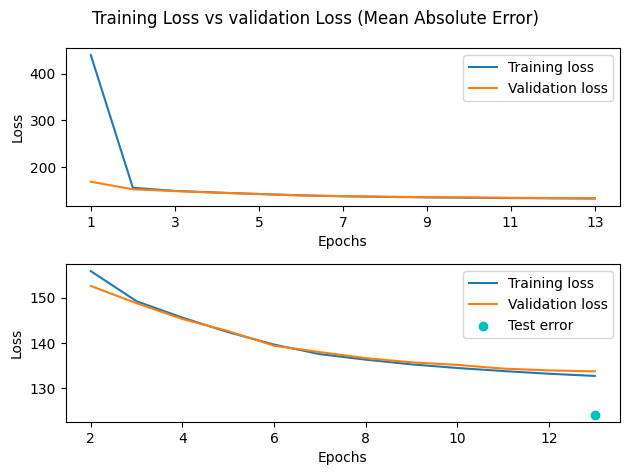 Training Loss vs validation Loss (Mean Absolute Error)
Training loss
Validation loss
400
300
200
Loss
1 3 5 7 9 11 13
Epochs
Training loss
Validation loss
Test error
150
140
130
Loss
2 4 6 8 10 12
Epochs